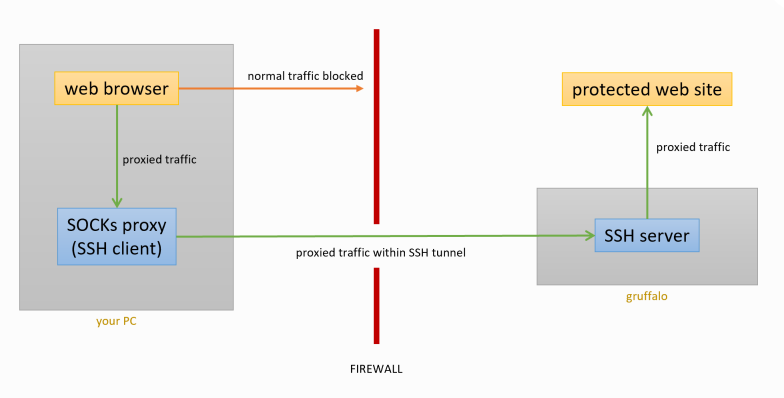 normal traffic blocked
web browser
protected web site
proxied traffic
proxied traffic
SOCKs proxy
(SSH client)
SSH server
proxied traffic within SSH tunnel
gruffalo
your PC
FIREWALL